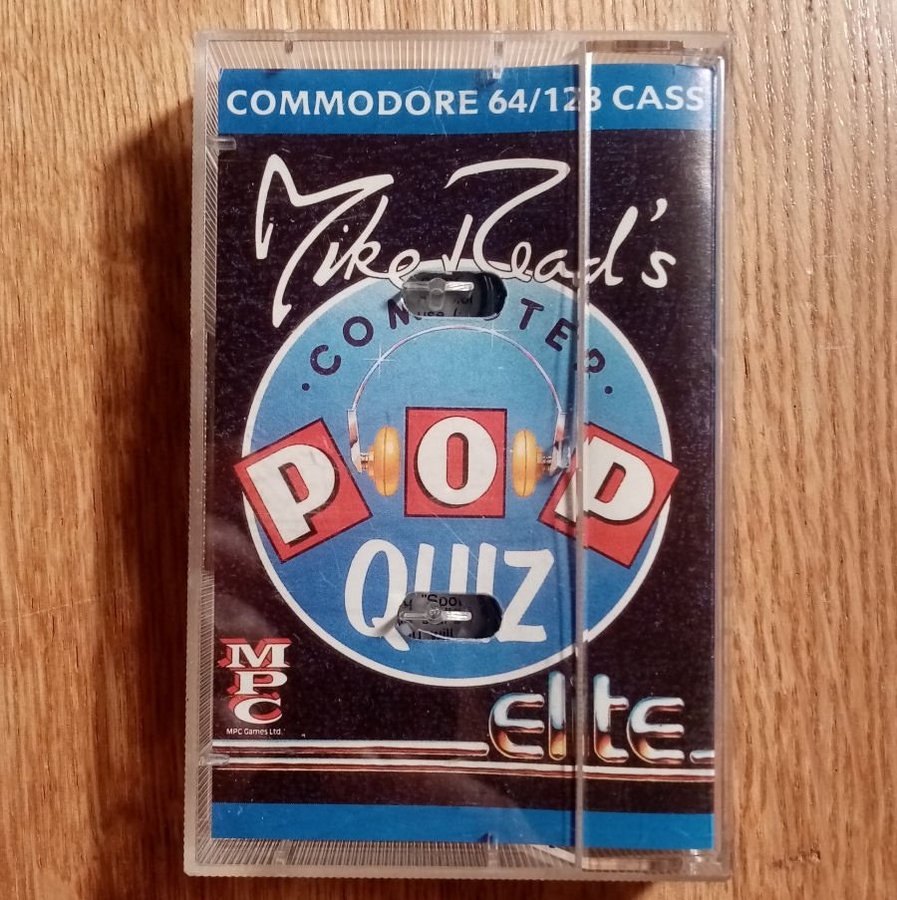 COMMODORE 64/128 CASS
Mike Read's
COMPUTER
POP
QUIZ
MPC
MPC Games Ltd.
elite